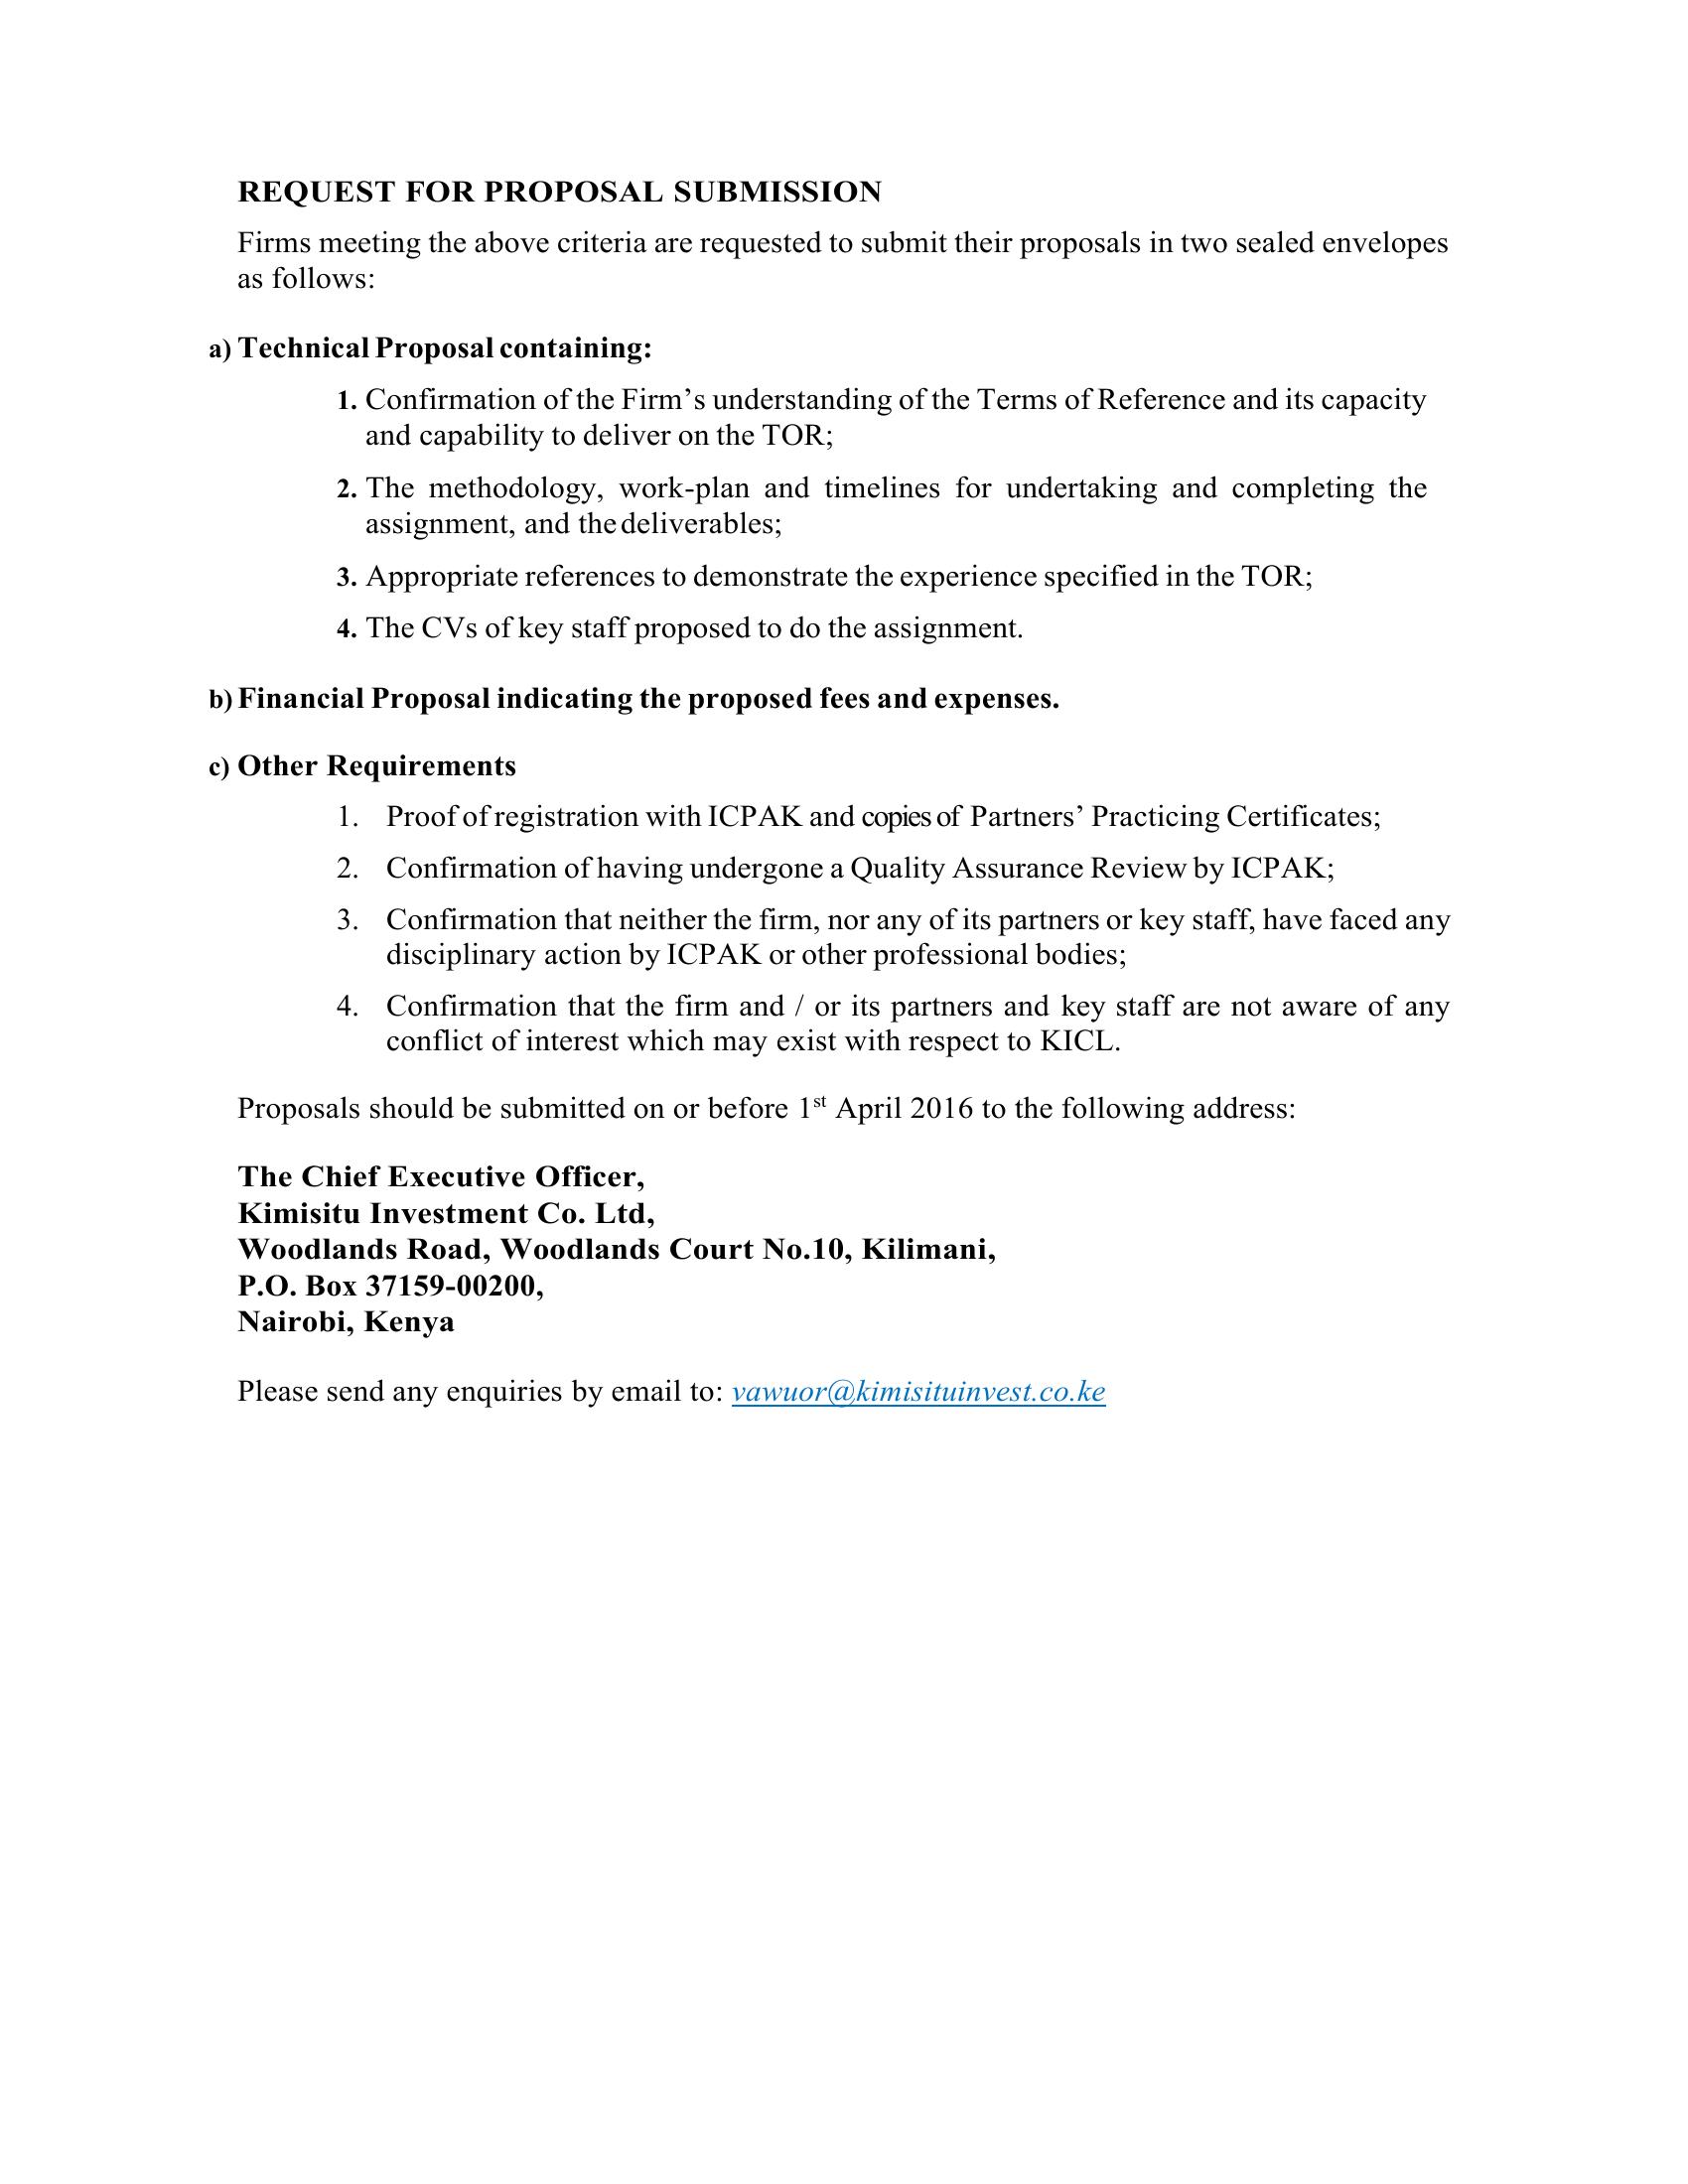 REQUEST FOR PROPOSAL SUBMISSION
Firms meeting the above criteria are requested to submit their proposals in two sealed envelopes
as follows:
a) Technical Proposal containing:
1. Confirmation of the Firm’s understanding of the Terms of Reference and its capacity
and capability to deliver on the TOR;
2. The methodology, work-plan and timelines for undertaking and completing the
assignment, and the deliverables;
3. Appropriate references to demonstrate the experience specified in the TOR;
4. The CVs of key staff proposed to do the assignment.
b) Financial Proposal indicating the proposed fees and expenses.
c) Other Requirements
1. Proof of registration with ICPAK and copies of Partners’ Practicing Certificates;
2. Confirmation of having undergone a Quality Assurance Review by ICPAK;
3. Confirmation that neither the firm, nor any of its partners or key staff, have faced any
disciplinary action by ICPAK or other professional bodies;
4. Confirmation that the firm and / or its partners and key staff are not aware of any
conflict of interest which may exist with respect to KICL.
Proposals should be submitted on or before 1st April 2016 to the following address:
The Chief Executive Officer,
Kimisitu Investment Co. Ltd,
Woodlands Road, Woodlands Court No.10, Kilimani,
P.O. Box 37159-00200,
Nairobi, Kenya
Please send any enquiries by email to: vawuor@kimisituinvest.co.ke